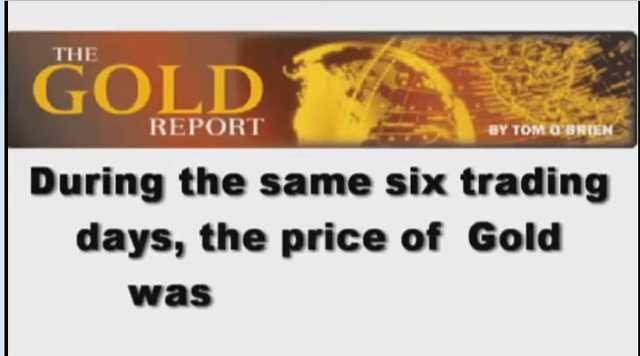 THE
GOLD
REPORT
BY TOM O'BRIEN
During the same six trading
days, the price of Gold
was